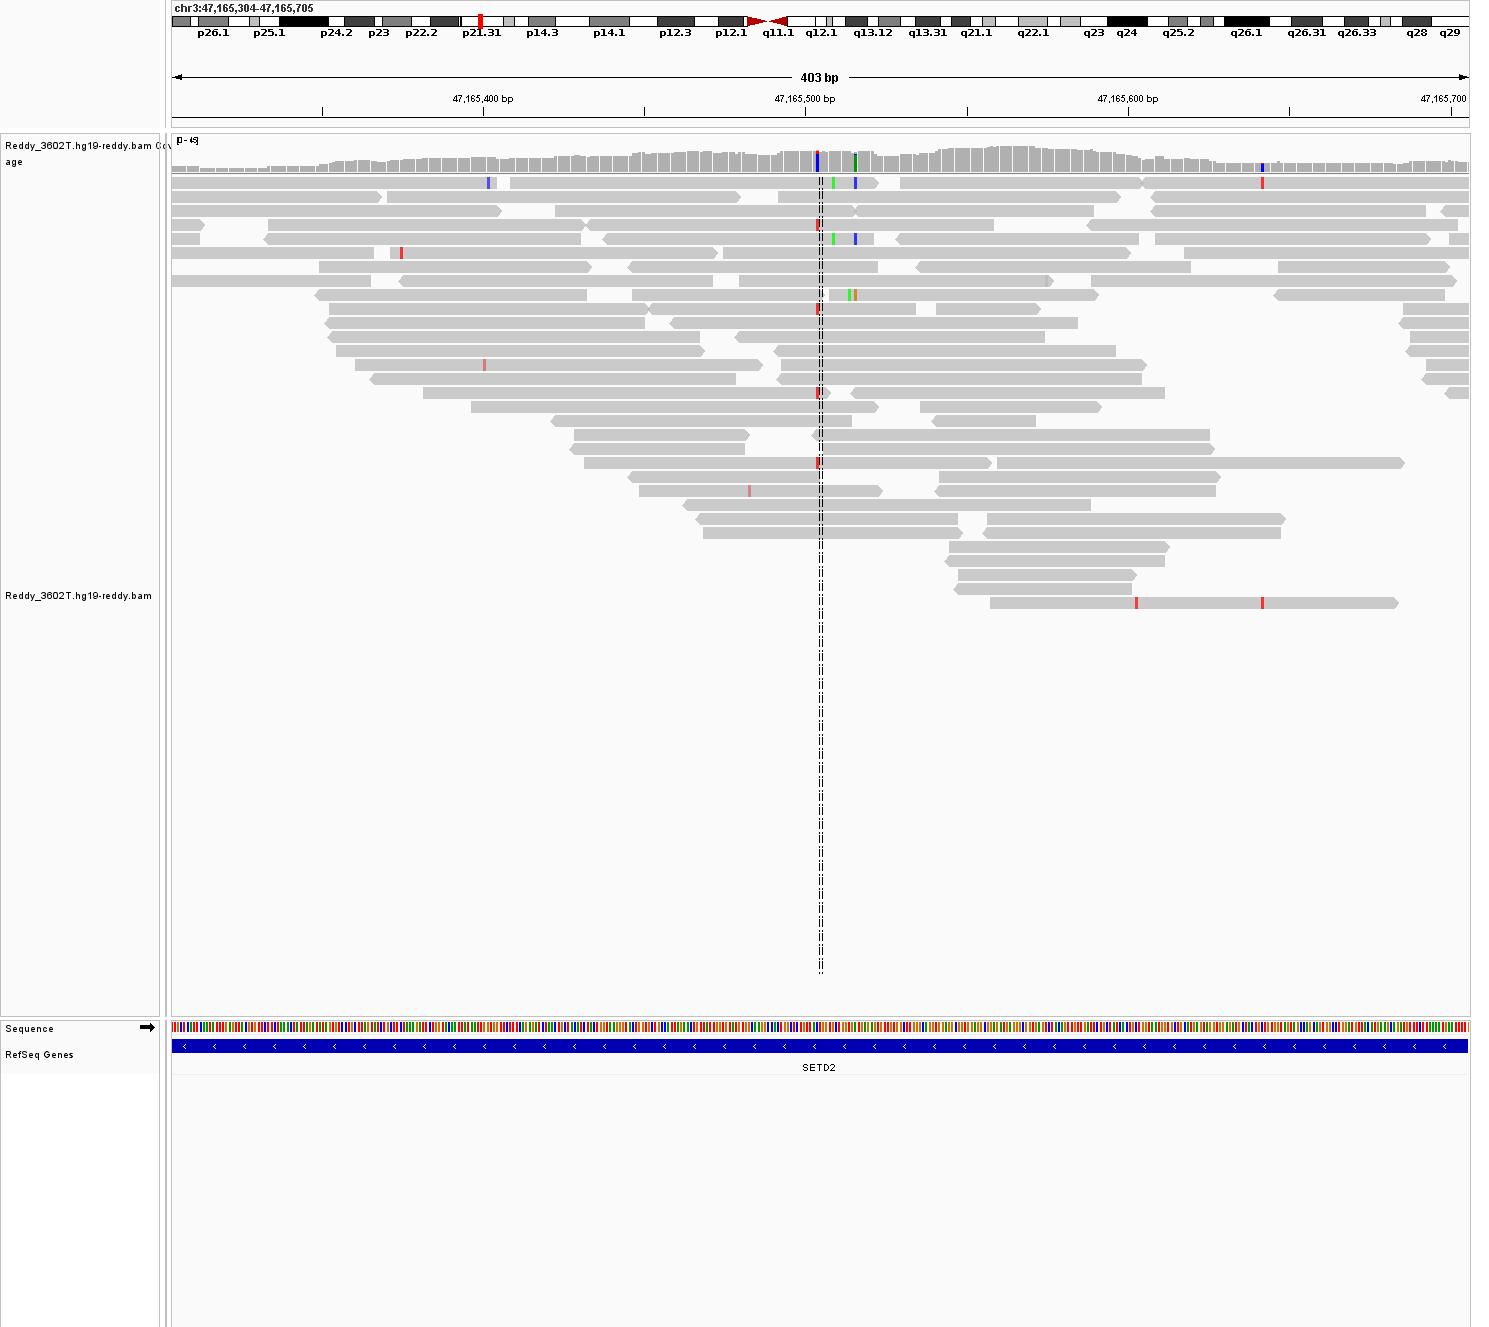 chr3:47,165,304-47,165,705
p26.1 p25.1 p24.2 p23 p22.2 p21.31 p14.3 p14.1 p12.3 p12.1 q11.1 q12.1 q13.12 q13.31 q21.1 q22.1 q23 q24 q25.2 q26.1 q26.31 q26.33 q28 q29
403 bp
47,165,400 bp 47,165,500 bp 47,165,600 bp 47,165,700
Reddy_3602T.hg19-reddy.bam Cov
age
[0 - 45]
Reddy_3602T.hg19-reddy.bam
Sequence
RefSeq Genes
SETD2